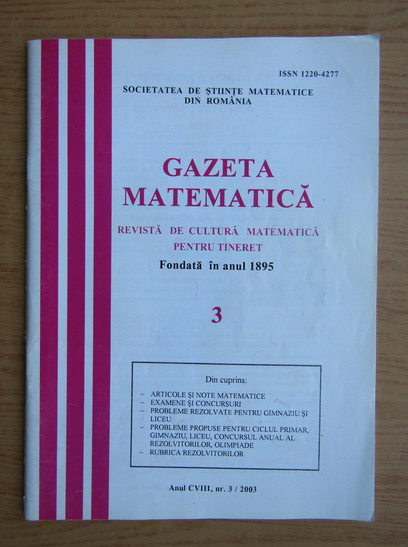 ISSN 1220-4277
SOCIETATEA DE ŞTIINŢE MATEMATICE
DIN ROMÂNIA
GAZETA
MATEMATICĂ
REVISTĂ DE CULTURĂ MATEMATICĂ
PENTRU TINERET
Fondată în anul 1895
3
Din cuprins:
– ARTICOLE ŞI NOTE MATEMATICE
– EXAMENE ŞI CONCURSURI
– PROBLEME REZOLVATE PENTRU GIMNAZIU ŞI
LICEU
– PROBLEME PROPUSE PENTRU CICLUL PRIMAR,
GIMNAZIU, LICEU, CONCURSUL ANUAL AL
REZOLVITORILOR, OLIMPIADE
– RUBRICA REZOLVITORILOR
Anul CVIII, nr. 3 / 2003